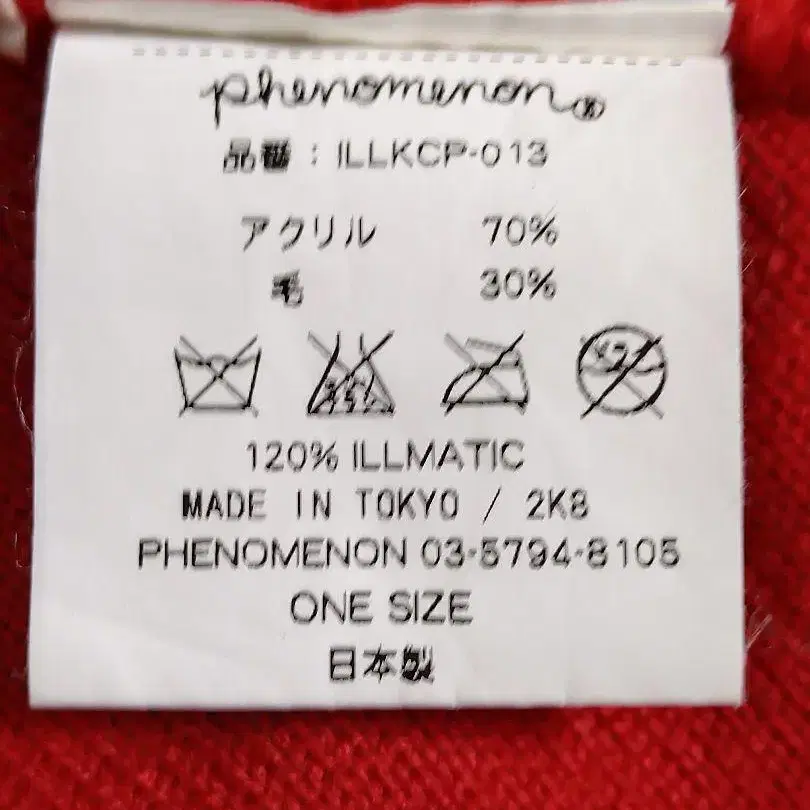 phenomenon®
品番：ILLKCP-013
アクリル 70%
毛 30%
120% ILLMATIC
MADE IN TOKYO / 2K8
PHENOMENON 03-5794-8105
ONE SIZE
日本製